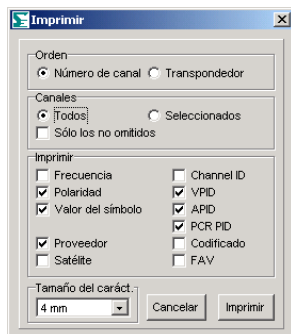 Imprimir
Orden
Número de canal Transpondedor
Canales
Todos Seleccionados
Sólo los no omitidos
Imprimir
Frecuencia Channel ID
Polaridad VPID
Valor del símbolo APID
PCR PID
Proveedor Codificado
Satélite FAV
Tamaño del caráct.
4 mm Cancelar Imprimir